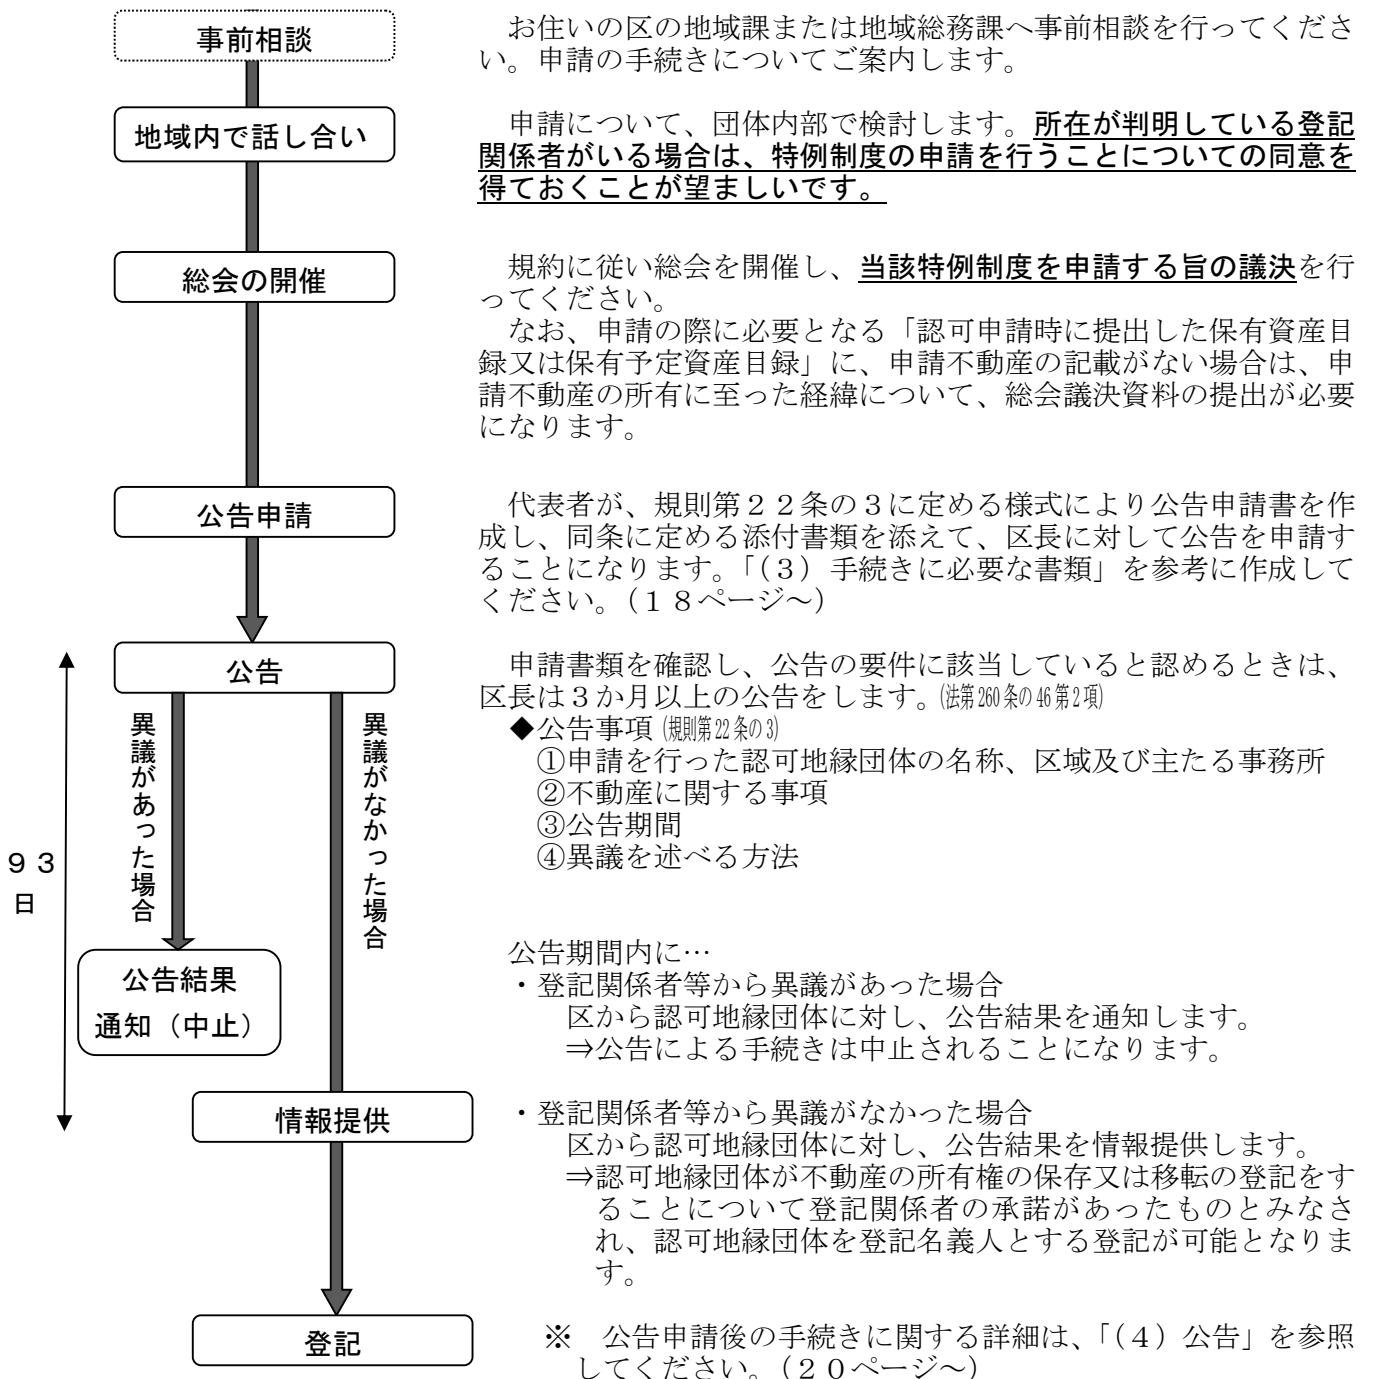 事前相談
お住いの区の地域課または地域総務課へ事前相談を行ってくださ
い。申請の手続きについてご案内します。
地域内で話し合い
申請について、団体内部で検討します。所在が判明している登記
関係者がいる場合は、特例制度の申請を行うことについての同意を
得ておくことが望ましいです。
総会の開催
規約に従い総会を開催し、当該特例制度を申請する旨の議決を行
ってください。
なお、申請の際に必要となる「認可申請時に提出した保有資産目
録又は保有予定資産目録」に、申請不動産の記載がない場合は、申
請不動産の所有に至った経緯について、総会議決資料の提出が必要
になります。
公告申請
代表者が、規則第22条の3に定める様式により公告申請書を作
成し、同条に定める添付書類を添えて、区長に対して公告を申請す
ることになります。「(3)手続きに必要な書類」を参考に作成して
ください。(18ページ~)
公告
申請書類を確認し、公告の要件に該当していると認めるときは、
区長は3か月以上の公告をします。(法第260条の46第2項)
◆公告事項(規則第22条の3)
①申請を行った認可地縁団体の名称、区域及び主たる事務所
②不動産に関する事項
③公告期間
④異議を述べる方法
異議があった場合
異議がなかった場合
93
日
公告結果
通知(中止)
公告期間内に…
・登記関係者等から異議があった場合
区から認可地縁団体に対し、公告結果を通知します。
⇒公告による手続きは中止されることになります。
情報提供
・登記関係者等から異議がなかった場合
区から認可地縁団体に対し、公告結果を情報提供します。
⇒認可地縁団体が不動産の所有権の保存又は移転の登記をす
ることについて登記関係者の承諾があったものとみなさ
れ、認可地縁団体を登記名義人とする登記が可能となりま
す。
登記
※ 公告申請後の手続きに関する詳細は、「(4)公告」を参照
してください。(20ページ~)